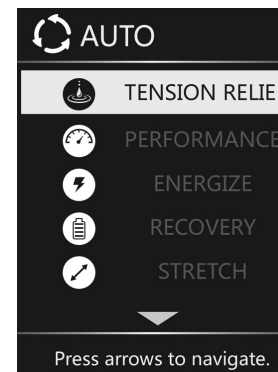 AUTO
TENSION RELIE
PERFORMANCE
ENERGIZE
RECOVERY
STRETCH
Press arrows to navigate.